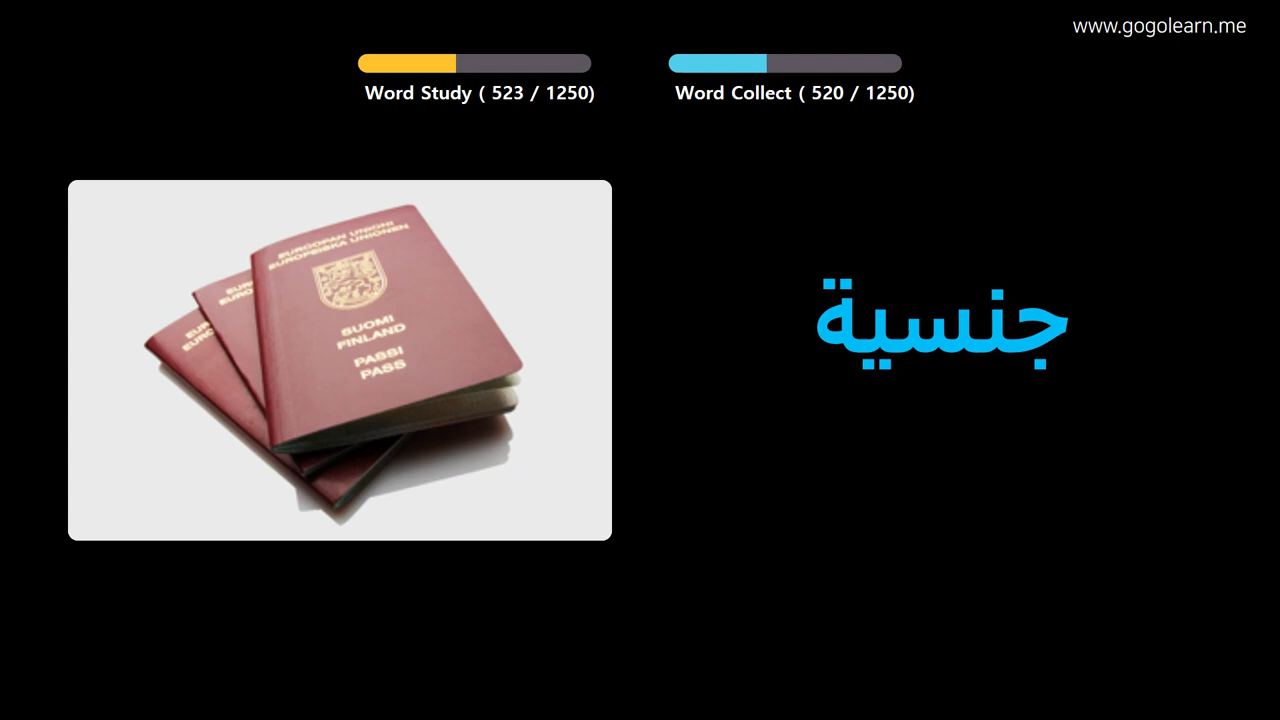 www.gogolearn.me
Word Study ( 523 / 1250)
Word Collect ( 520 / 1250)
EUROOPAN UNIONI
EUROPEISKA UNIONEN
SUOMI
FINLAND
PASSI
PASS
جنسية